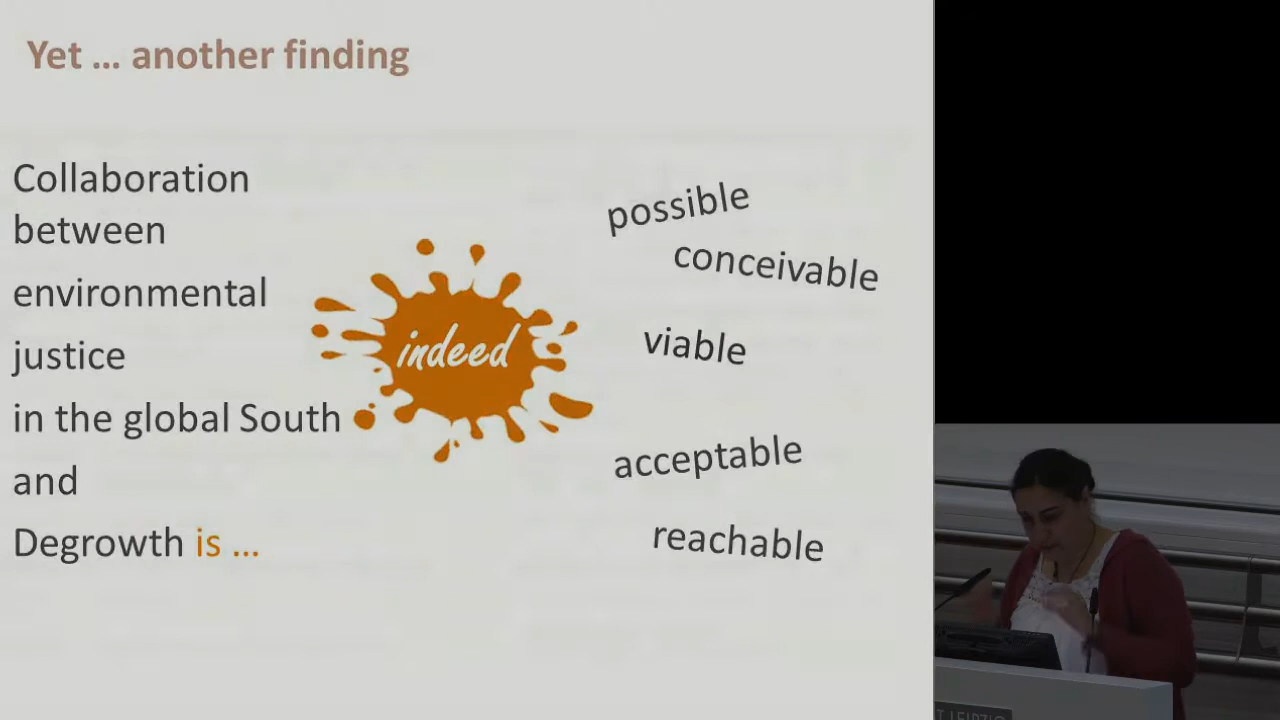 Yet ... another finding
Collaboration
between
environmental
justice
in the global South
and
Degrowth is ...
indeed
possible
conceivable
viable
acceptable
reachable
T LEIPZIG